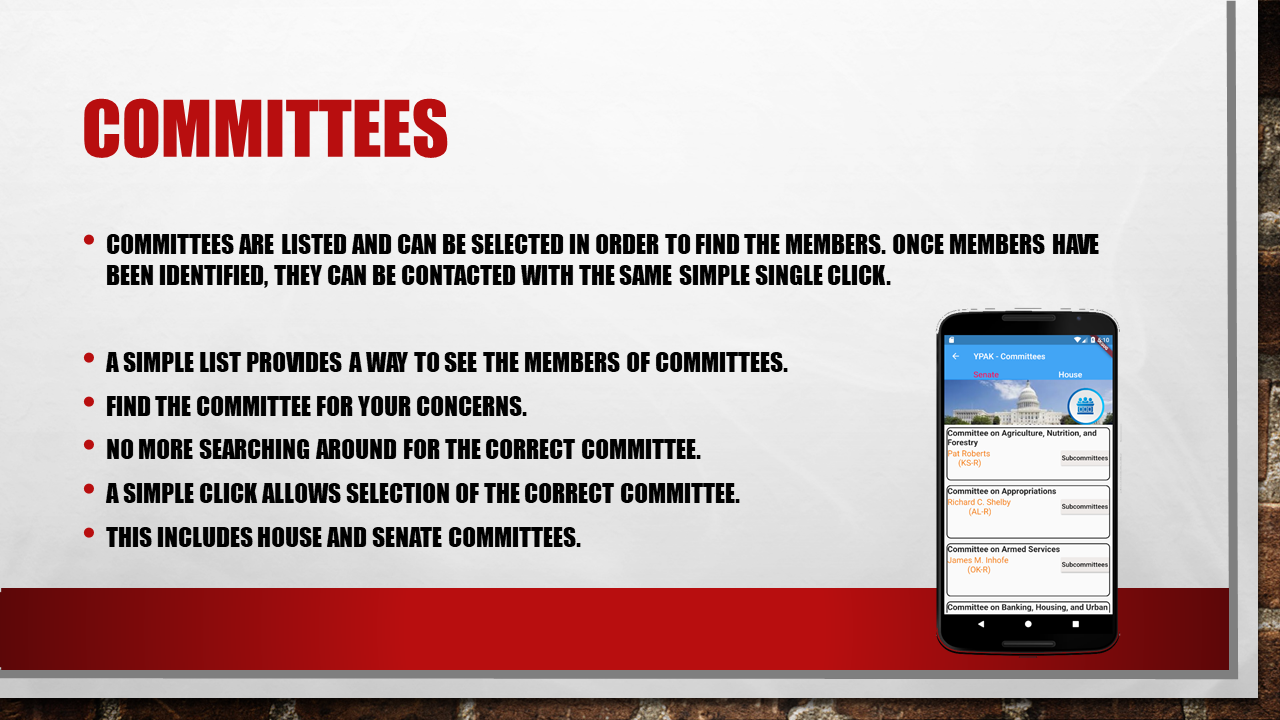 COMMITTEES
• COMMITTEES ARE LISTED AND CAN BE SELECTED IN ORDER TO FIND THE MEMBERS. ONCE MEMBERS HAVE
BEEN IDENTIFIED, THEY CAN BE CONTACTED WITH THE SAME SIMPLE SINGLE CLICK.
• A SIMPLE LIST PROVIDES A WAY TO SEE THE MEMBERS OF COMMITTEES.
• FIND THE COMMITTEE FOR YOUR CONCERNS.
• NO MORE SEARCHING AROUND FOR THE CORRECT COMMITTEE.
• A SIMPLE CLICK ALLOWS SELECTION OF THE CORRECT COMMITTEE.
• THIS INCLUDES HOUSE AND SENATE COMMITTEES.
6:10
YPAK - Committees
Senate House
Committee on Agriculture, Nutrition, and
Forestry
Pat Roberts
(KS-R)
Subcommittees
Committee on Appropriations
Richard C. Shelby
(AL-R)
Subcommittees
Committee on Armed Services
James M. Inhofe
(OK-R)
Subcommittees
Committee on Banking, Housing, and Urban